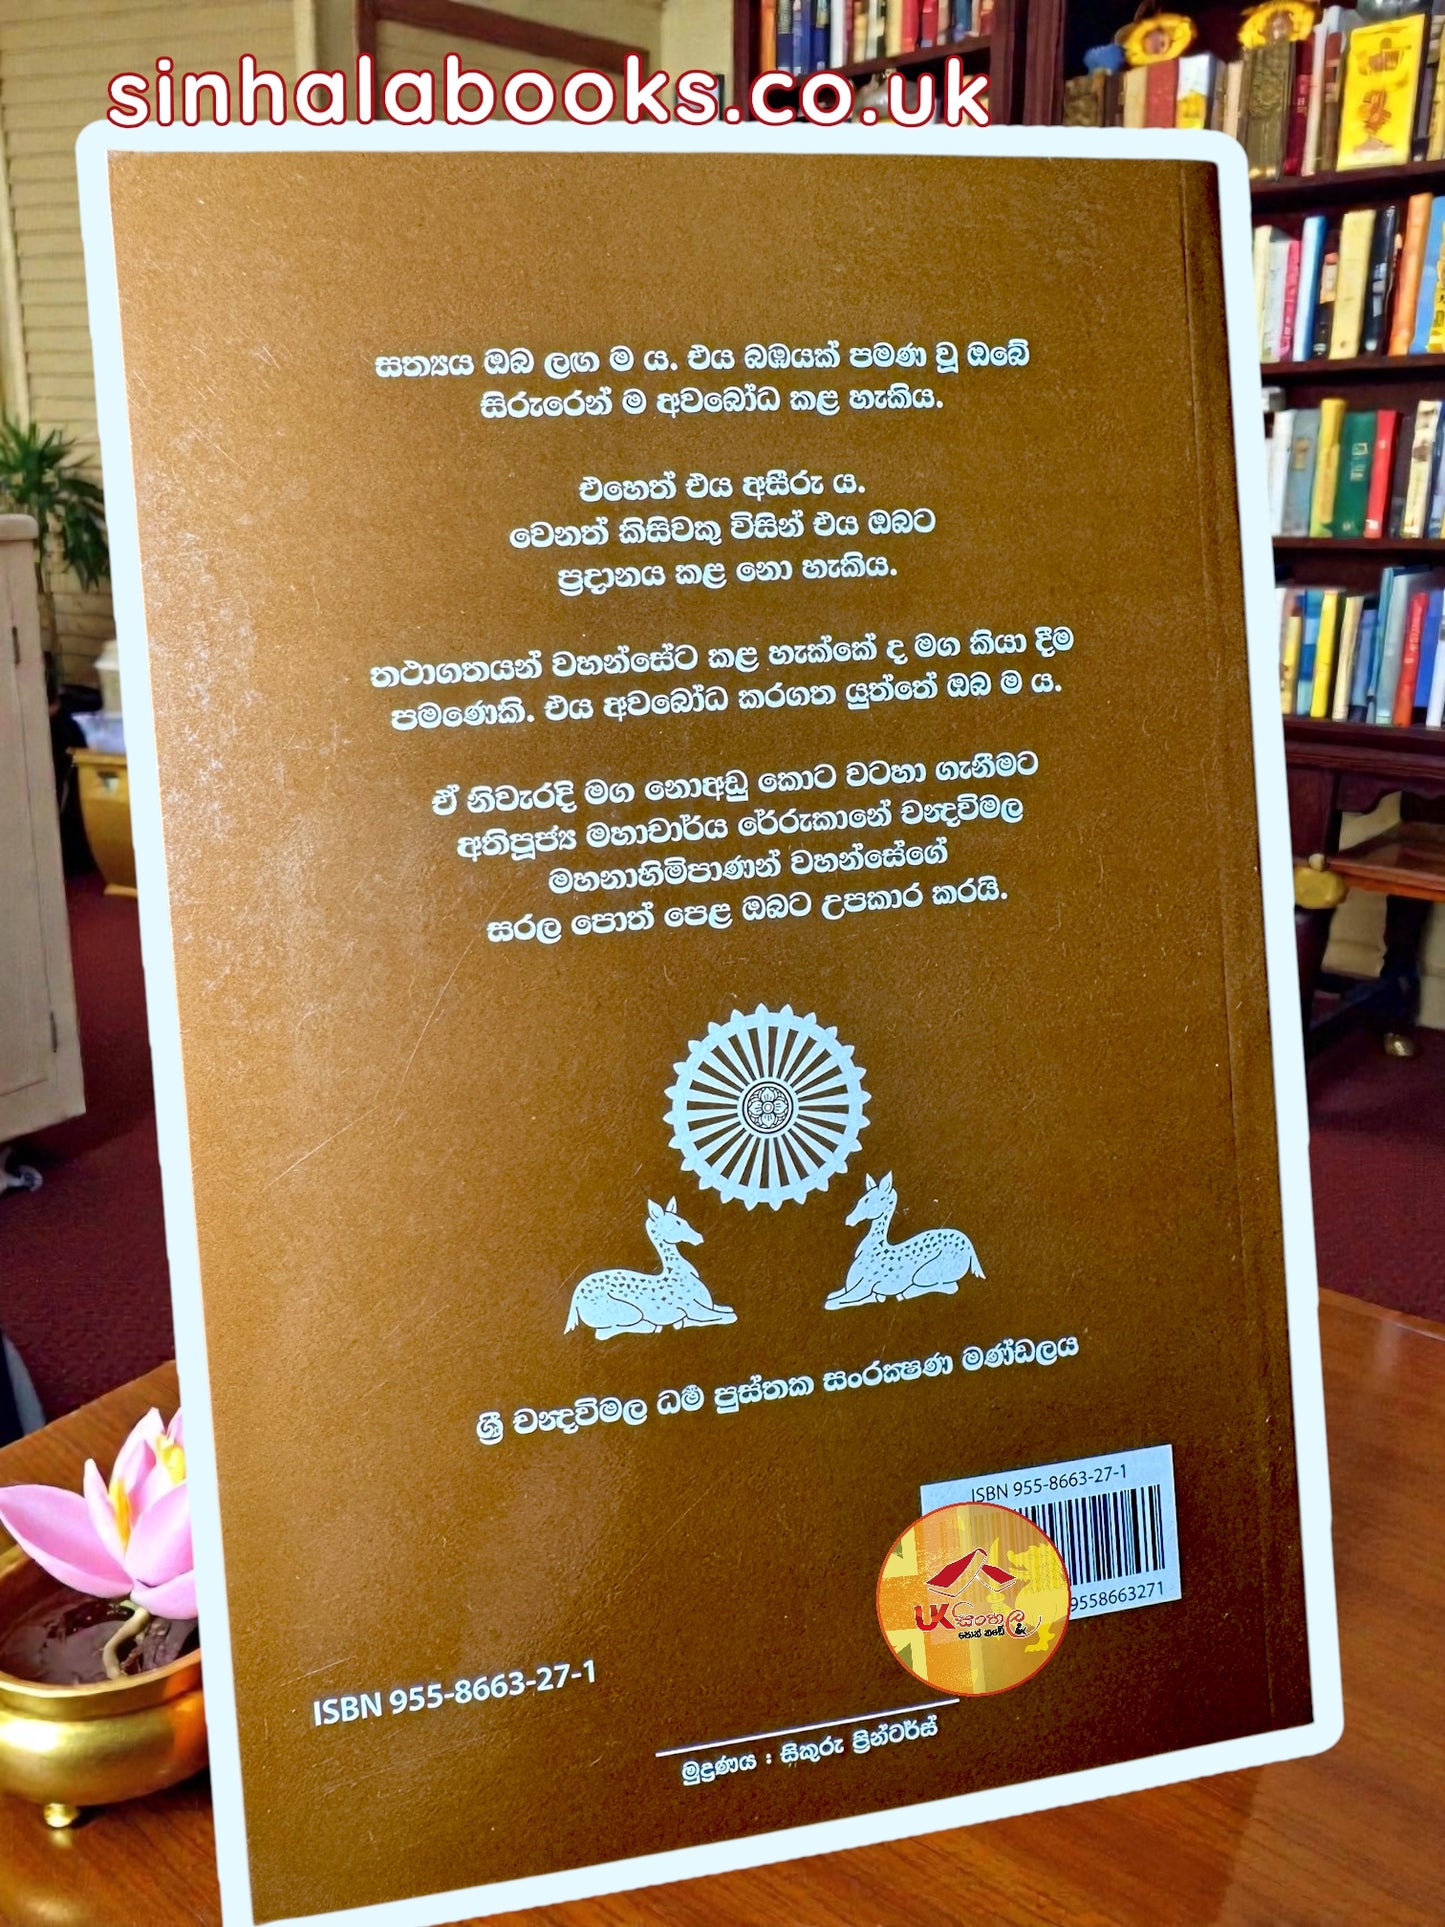 sinhalabooks.co.uk
සත්‍යය ඔබ ලඟ ම ය. එය බඹයක් පමණ වූ ඔබේ
සිරුරෙන් ම අවබෝධ කළ හැකිය.
එහෙත් එය අසීරු ය.
වෙනත් කිසිවකු විසින් එය ඔබට
ප්‍රදානය කළ නො හැකිය.
තථාගතයන් වහන්සේට කළ හැක්කේ ද මග කියා දීම
පමණෙකි. එය අවබෝධ කරගත යුත්තේ ඔබ ම ය.
ඒ නිවැරදි මග නොඅඩු කොට වටහා ගැනීමට
අතිපූජ්‍ය මහාචාර්ය රේරුකානේ චන්‍දවිමල
මහනාහිමිපාණන් වහන්සේගේ
සරල පොත් පෙළ ඔබට උපකාර කරයි.
ශ්‍රී චන්‍දවිමල ධර්‍ම පුස්තක සංරක්‍ෂණ මණ්ඩලය
ISBN 955-8663-27-1
9558663271
UK සිංහල
පොත් කඩේ
ISBN 955-8663-27-1
මුද්‍රණය : සිකුරු ප්‍රින්ටර්ස්